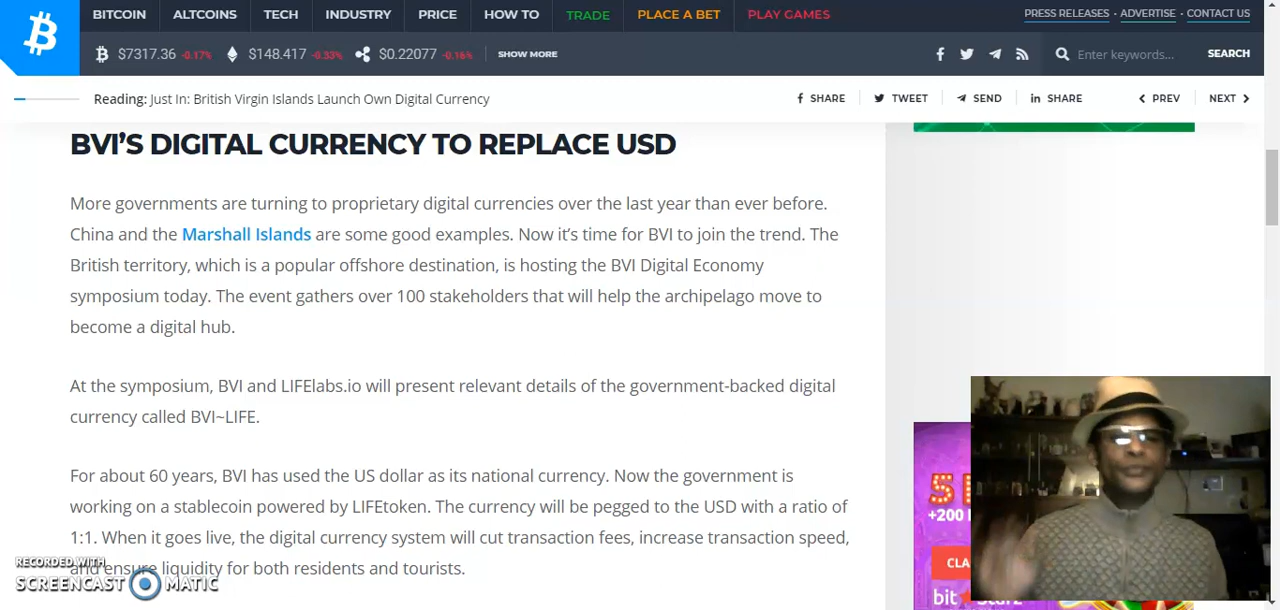 BITCOIN ALTCOINS TECH INDUSTRY PRICE HOW TO TRADE PLACE A BET PLAY GAMES PRESS RELEASES · ADVERTISE · CONTACT US
$7317.36 -0.17% $148.417 -0.33% $0.22077 -0.16% SHOW MORE Enter keywords... SEARCH
Reading: Just In: British Virgin Islands Launch Own Digital Currency SHARE TWEET SEND SHARE PREV NEXT
BVI’S DIGITAL CURRENCY TO REPLACE USD
More governments are turning to proprietary digital currencies over the last year than ever before.
China and the Marshall Islands are some good examples. Now it’s time for BVI to join the trend. The
British territory, which is a popular offshore destination, is hosting the BVI Digital Economy
symposium today. The event gathers over 100 stakeholders that will help the archipelago move to
become a digital hub.
At the symposium, BVI and LIFElabs.io will present relevant details of the government-backed digital
currency called BVI~LIFE.
For about 60 years, BVI has used the US dollar as its national currency. Now the government is
working on a stablecoin powered by LIFEtoken. The currency will be pegged to the USD with a ratio of
1:1. When it goes live, the digital currency system will cut transaction fees, increase transaction speed,
and ensure liquidity for both residents and tourists.
RECORDED WITH
SCREENCAST MATIC
+200
bit